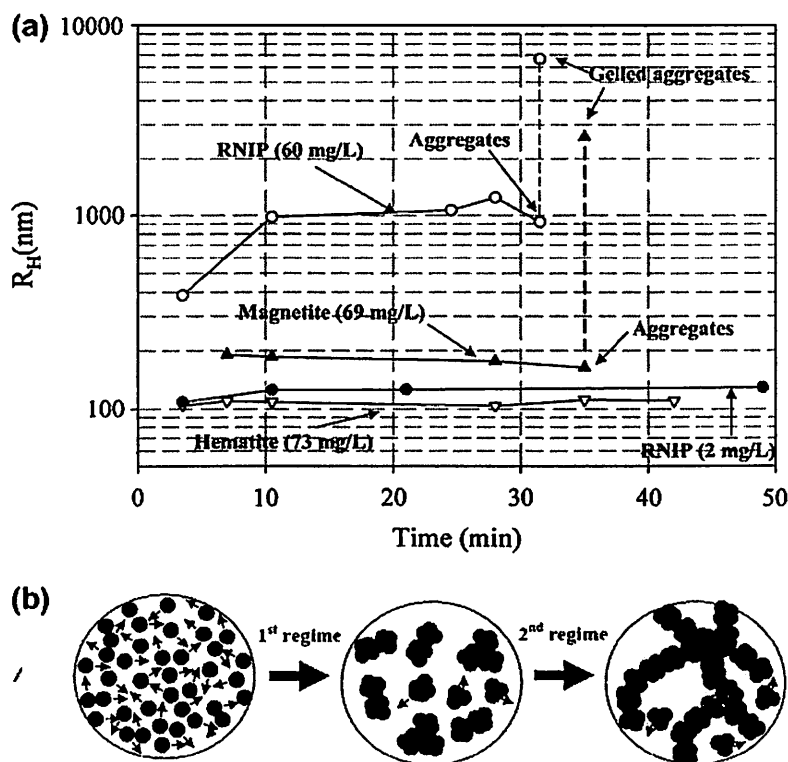 (a)
10000
Gelled aggregates
RNIP (60 mg/L)
Aggregates
1000
R_H(nm)
Magnetite (69 mg/L)
Aggregates
100
Hematite (73 mg/L)
RNIP (2 mg/L)
0 10 20 30 40 50
Time (min)
(b)
1st regime
2nd regime